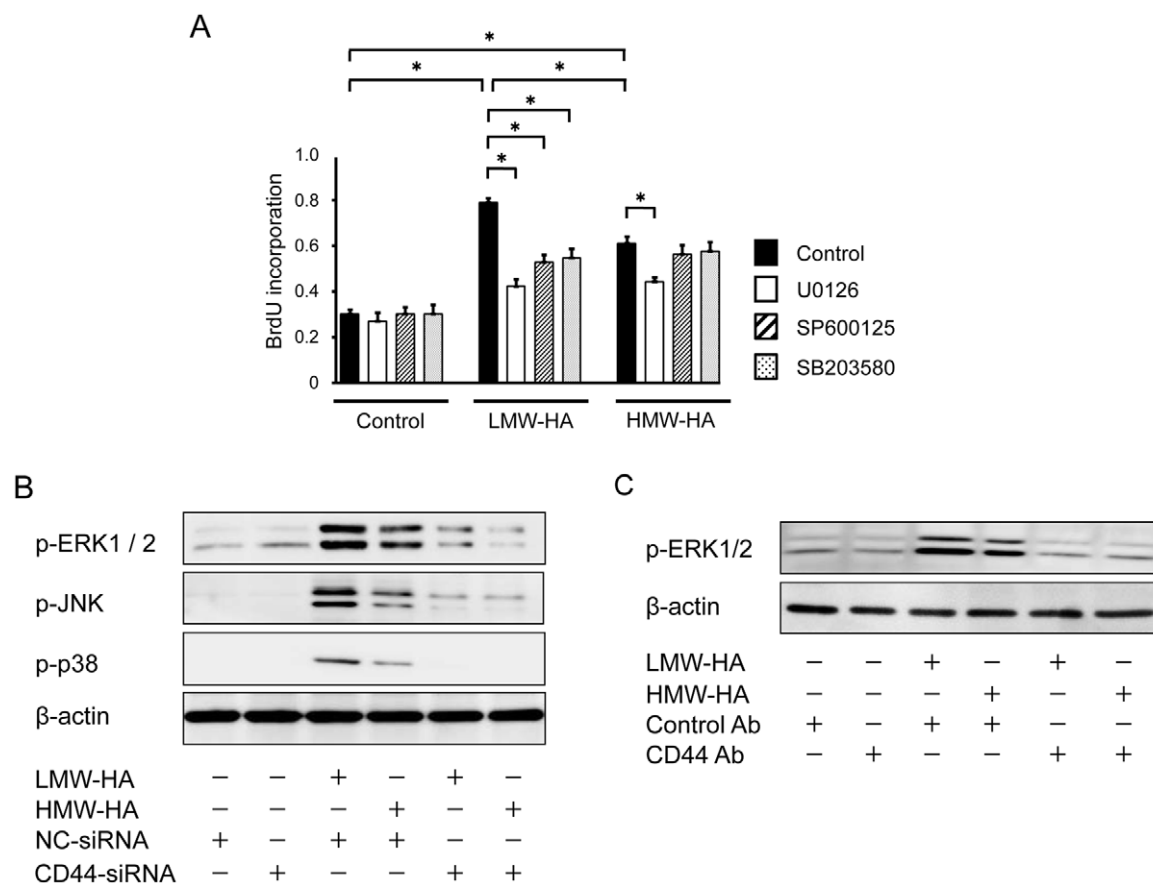 A
*
* *
*
*
*
*
1.0
0.8
0.6
0.4
0.2
0
BrdU incorporation
Control LMW-HA HMW-HA
Control
U0126
SP600125
SB203580
B
p-ERK1 / 2
p-JNK
p-p38
β-actin
LMW-HA − − + − + −
HMW-HA − − − + − +
NC-siRNA + − + + − −
CD44-siRNA − + − − + +
C
p-ERK1/2
β-actin
LMW-HA − − + − + −
HMW-HA − − − + − +
Control Ab + − + + − −
CD44 Ab − + − − + +